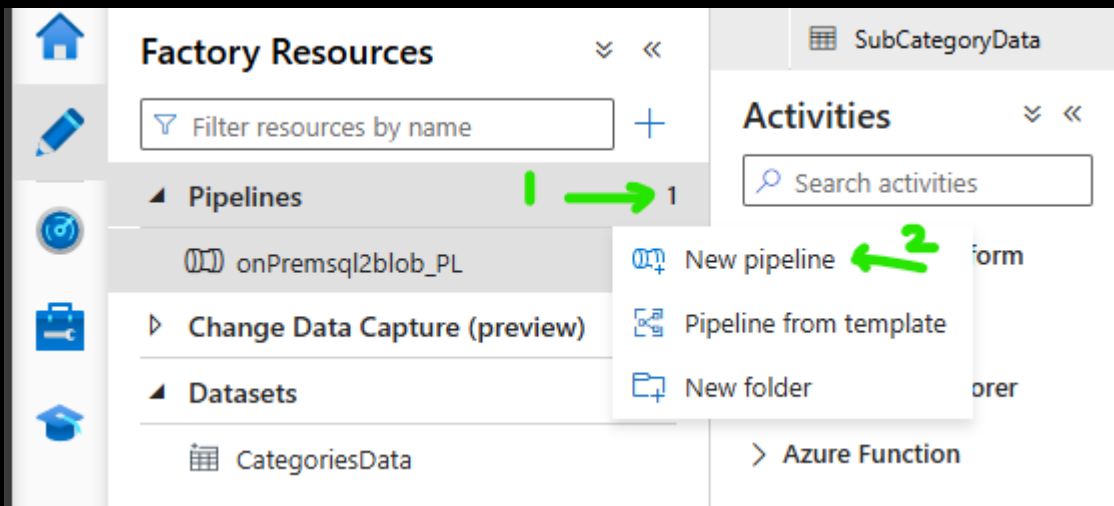 Factory Resources
SubCategoryData
Filter resources by name
Activities
Search activities
Pipelines
1
1
onPremsql2blob_PL
New pipeline
2
form
Pipeline from template
Change Data Capture (preview)
New folder
orer
Datasets
CategoriesData
Azure Function